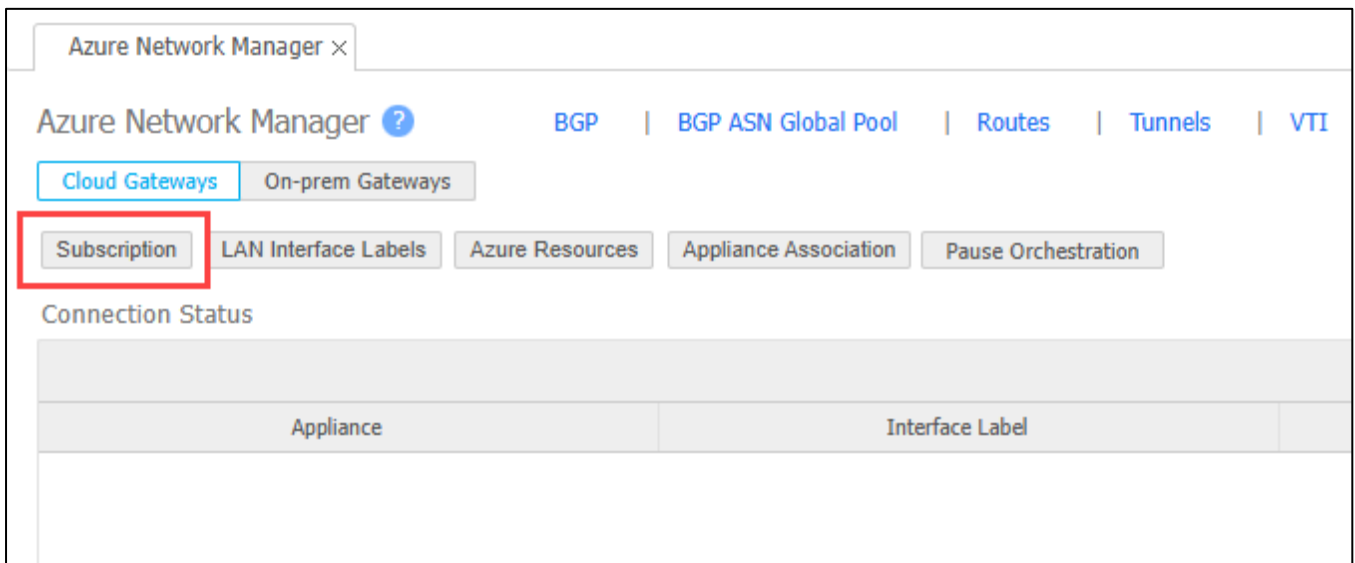 Azure Network Manager ×
Azure Network Manager ? BGP | BGP ASN Global Pool | Routes | Tunnels | VTI
Cloud Gateways On-prem Gateways
Subscription LAN Interface Labels Azure Resources Appliance Association Pause Orchestration
Connection Status
Appliance Interface Label